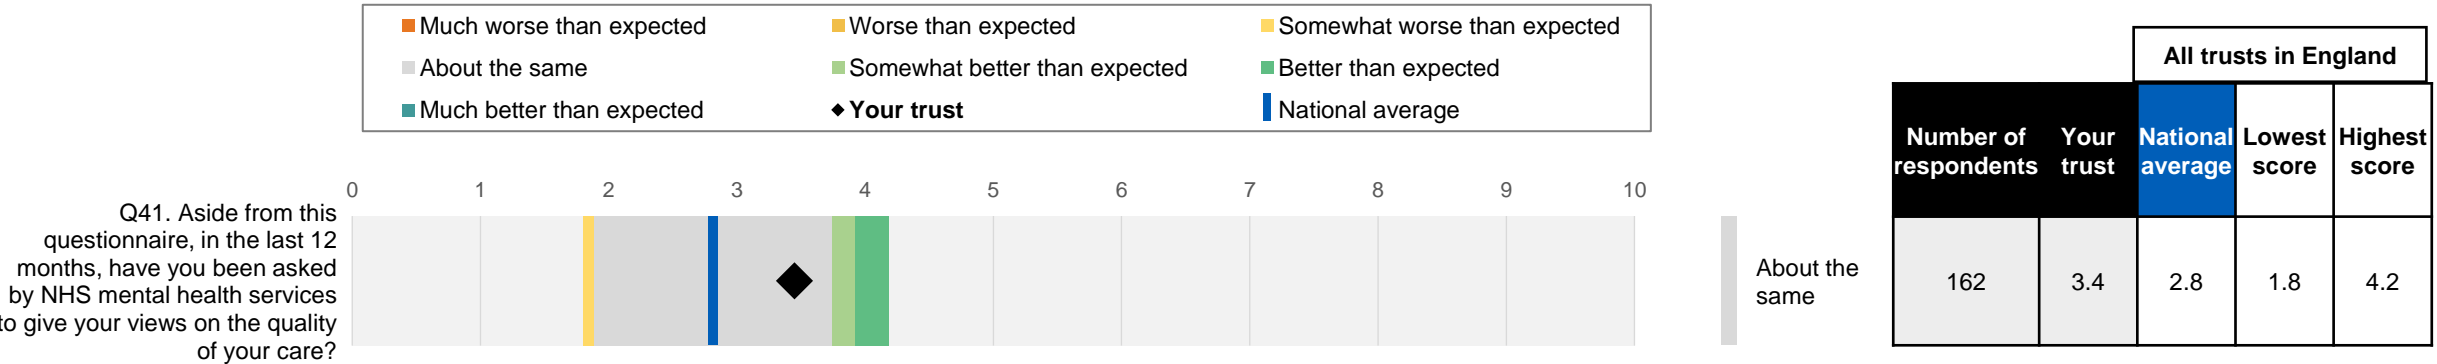 Much worse than expected
Worse than expected
Somewhat worse than expected
About the same
Somewhat better than expected
Better than expected
Much better than expected
Your trust
National average
All trusts in England
Number of respondents
Your trust
National average
Lowest score
Highest score
0 1 2 3 4 5 6 7 8 9 10
Q41. Aside from this
questionnaire, in the last 12
months, have you been asked
by NHS mental health services
to give your views on the quality
of your care?
About the
same
162 3.4 2.8 1.8 4.2